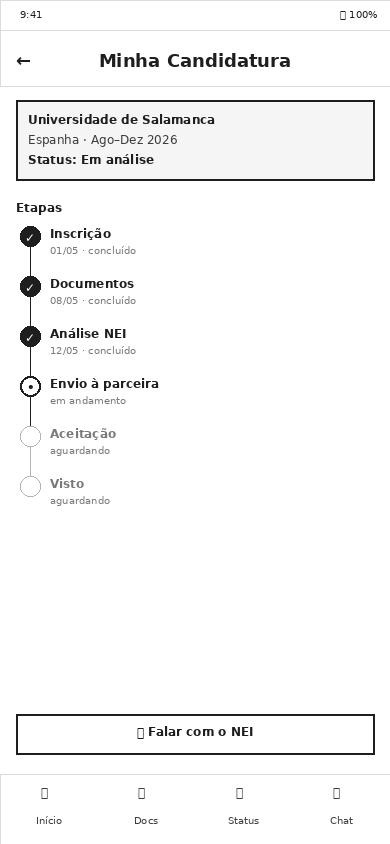 9:41
100%
←
Minha Candidatura
Universidade de Salamanca
Espanha · Ago–Dez 2026
Status: Em análise
Etapas
✓ Inscrição
01/05 · concluído
✓ Documentos
08/05 · concluído
✓ Análise NEI
12/05 · concluído
Envio à parceira
em andamento
Aceitação
aguardando
Visto
aguardando
Falar com o NEI
Início
Docs
Status
Chat